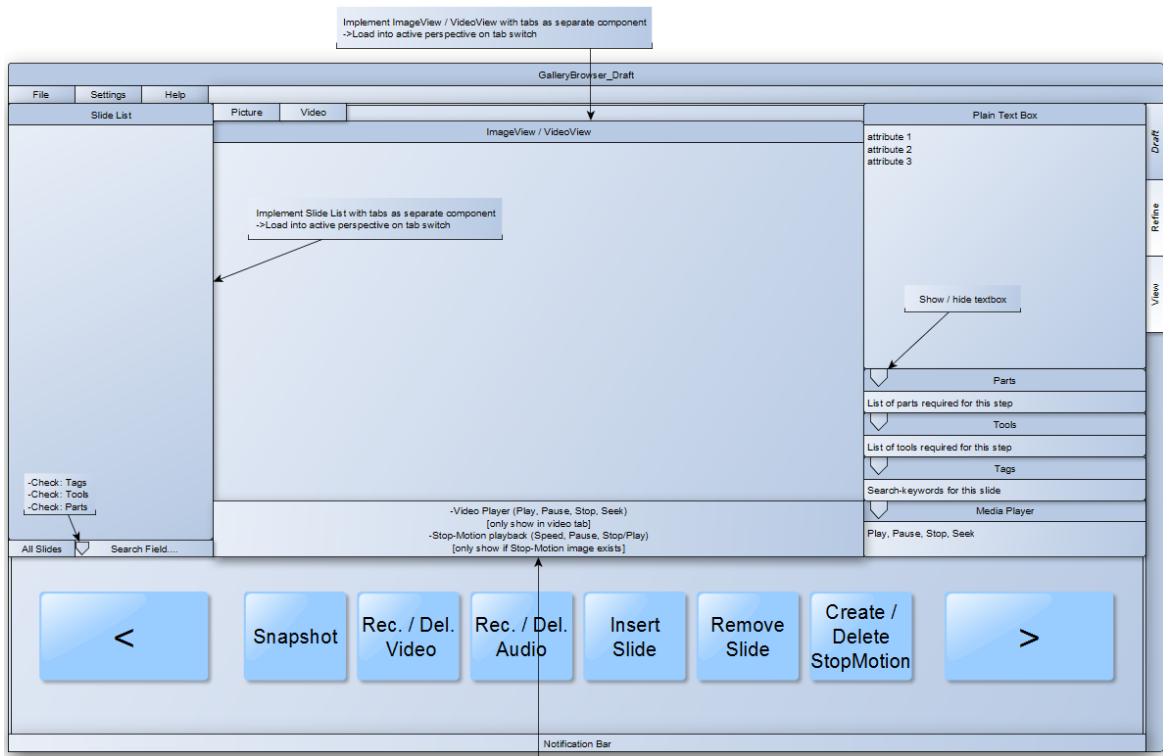 Implement ImageView / VideoView with tabs as separate component
->Load into active perspective on tab switch
GalleryBrowser_Draft
File
Settings
Help
Slide List
Picture
Video
ImageView / VideoView
Plain Text Box
attribute 1
attribute 2
attribute 3
Draft
Refine
View
Implement Slide List with tabs as separate component
->Load into active perspective on tab switch
Show / hide textbox
Parts
List of parts required for this step
Tools
List of tools required for this step
Tags
Search-keywords for this slide
Media Player
Play, Pause, Stop, Seek
-Check: Tags
-Check: Tools
-Check: Parts
All Slides
Search Field....
-Video Player (Play, Pause, Stop, Seek)
[only show in video tab]
-Stop-Motion playback (Speed, Pause, Stop/Play)
[only show if Stop-Motion image exists]
<
Snapshot
Rec. / Del.
Video
Rec. / Del.
Audio
Insert
Slide
Remove
Slide
Create /
Delete
StopMotion
>
Notification Bar